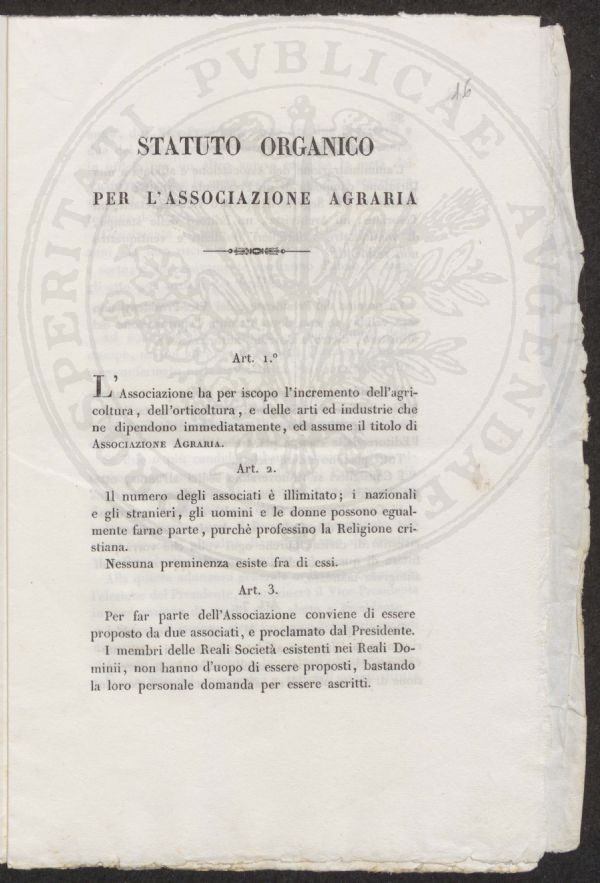 PROSPERITATI PVBLICAE AVGENDAE
16
STATUTO ORGANICO
PER L'ASSOCIAZIONE AGRARIA
Art. 1.º
L'Associazione ha per iscopo l'incremento dell'agri-
coltura, dell'orticoltura, e delle arti ed industrie che
ne dipendono immediatamente, ed assume il titolo di
ASSOCIAZIONE AGRARIA.
Art. 2.
Il numero degli associati è illimitato; i nazionali
e gli stranieri, gli uomini e le donne possono egual-
mente farne parte, purchè professino la Religione cri-
stiana.
Nessuna preminenza esiste fra di essi.
Art. 3.
Per far parte dell'Associazione conviene di essere
proposto da due associati, e proclamato dal Presidente.
I membri delle Reali Società esistenti nei Reali Do-
minii, non hanno d'uopo di essere proposti, bastando
la loro personale domanda per essere ascritti.